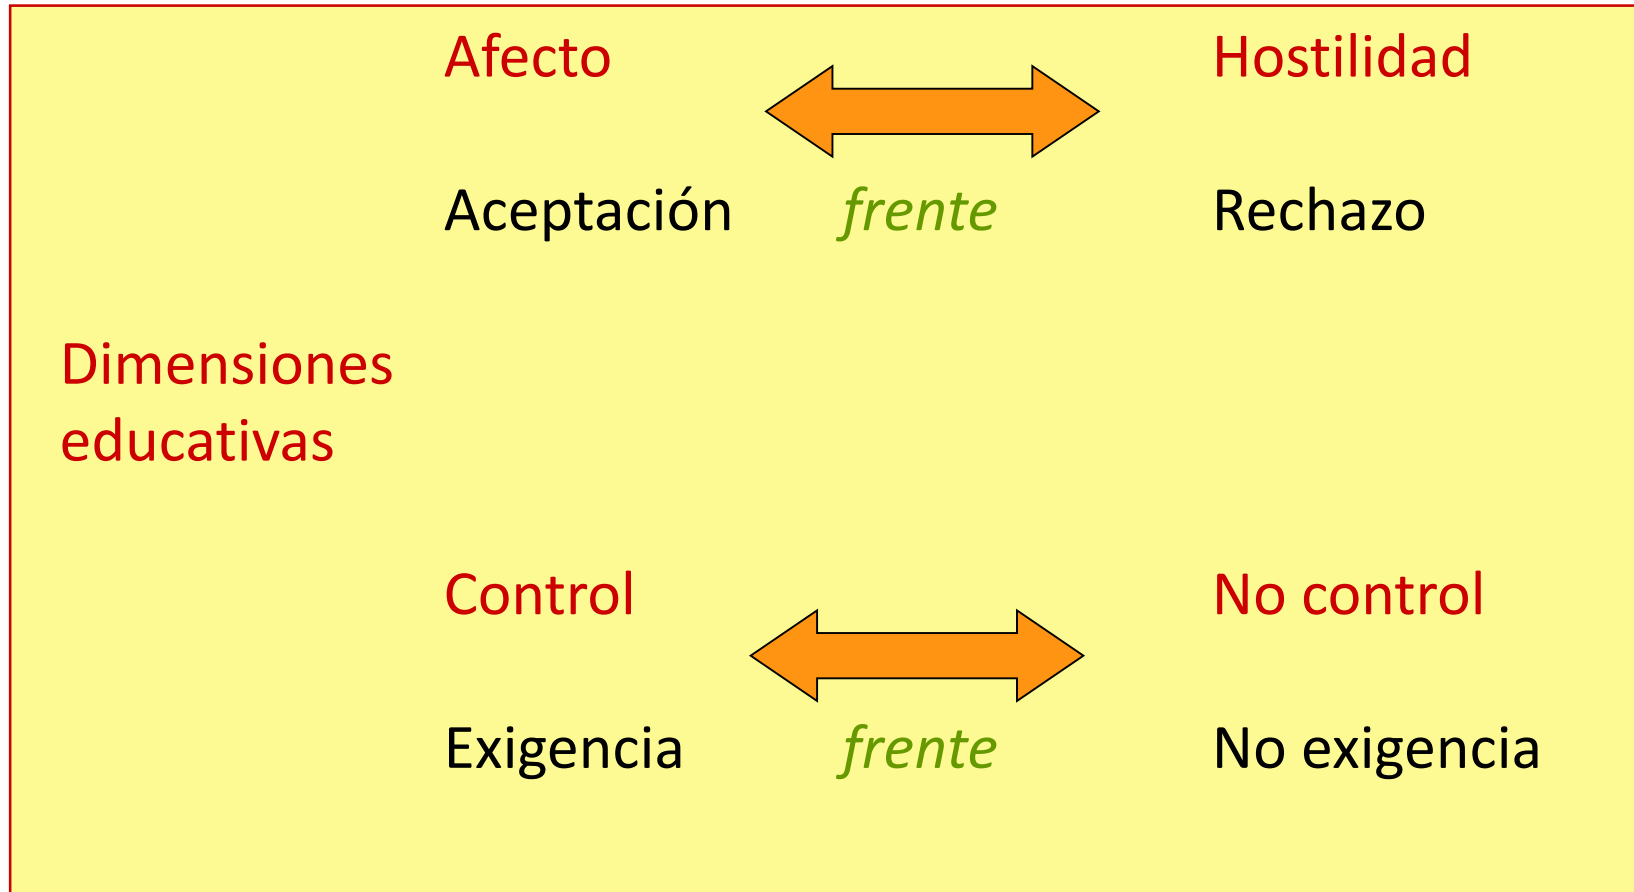 Afecto Hostilidad
Aceptación frente Rechazo
Dimensiones
educativas
Control No control
Exigencia frente No exigencia